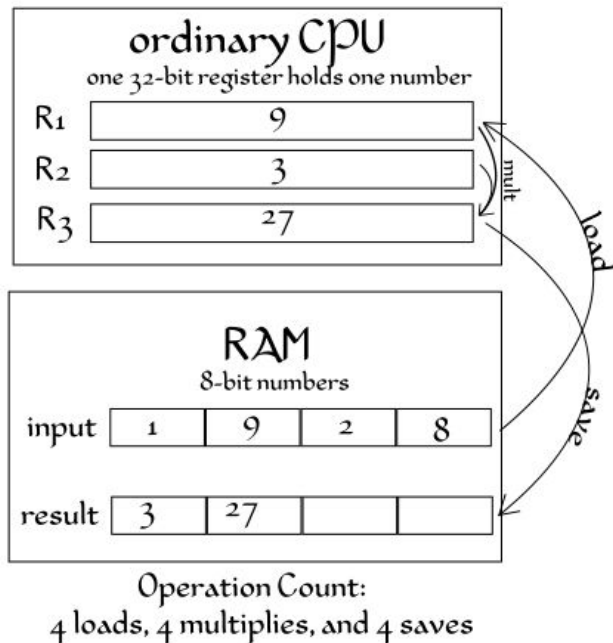 ordinary CPU
one 32-bit register holds one number
R1 9
R2 3
R3 27
mult
load
RAM
8-bit numbers
input 1 9 2 8
save
result 3 27
Operation Count:
4 loads, 4 multiplies, and 4 saves